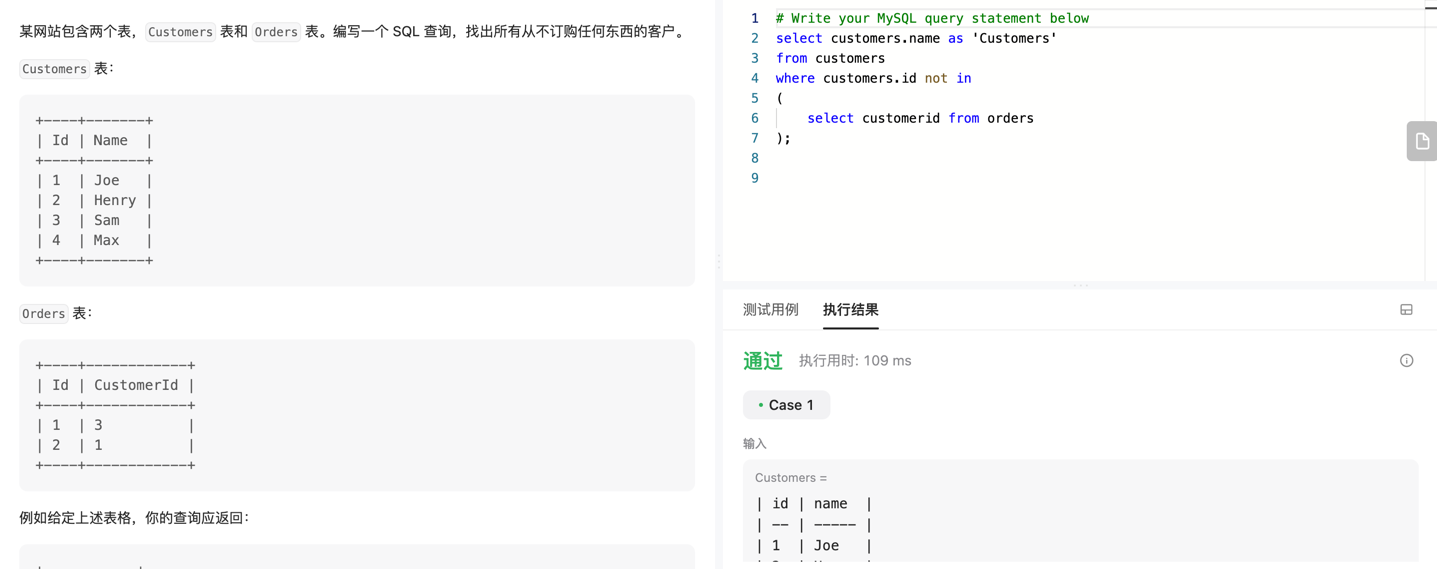 某网站包含两个表，Customers 表和 Orders 表。编写一个 SQL 查询，找出所有从不订购任何东西的客户。
Customers 表：
+----+-------+
| Id | Name  |
+----+-------+
| 1  | Joe   |
| 2  | Henry |
| 3  | Sam   |
| 4  | Max   |
+----+-------+
Orders 表：
+----+------------+
| Id | CustomerId |
+----+------------+
| 1  | 3          |
| 2  | 1          |
+----+------------+
例如给定上述表格，你的查询应返回：
1 # Write your MySQL query statement below
2 select customers.name as 'Customers'
3 from customers
4 where customers.id not in
5 (
6     select customerid from orders
7 );
8
9
测试用例 执行结果
通过 执行用时: 109 ms
• Case 1
输入
Customers =
| id | name  |
| -- | ----- |
| 1  | Joe   |